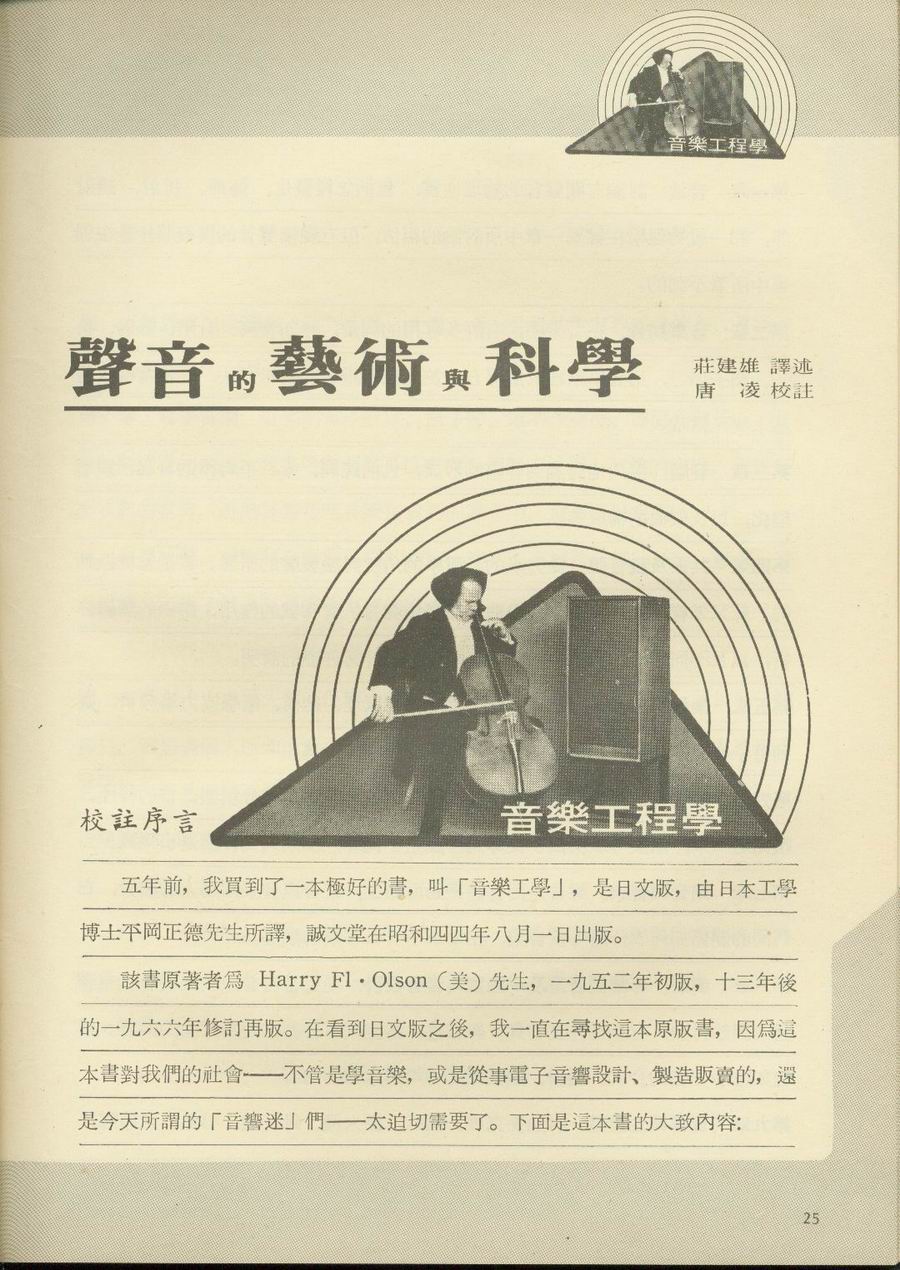 音樂工程學
聲音的藝術與科學
莊建雄 譯述
唐 凌 校註
音樂工程學
校註序言
五年前，我買到了一本極好的書，叫「音樂工學」，是日文版，由日本工學
博士平岡正德先生所譯，誠文堂在昭和四四年八月一日出版。
該書原著者爲 Harry Fl·Olson（美）先生，一九五二年初版，十三年後
的一九六六年修訂再版。在看到日文版之後，我一直在尋找這本原版書，因爲這
本書對我們的社會——不管是學音樂，或是從事電子音響設計、製造販賣的，還
是今天所謂的「音響迷」們——太迫切需要了。下面是這本書的大致內容:
25